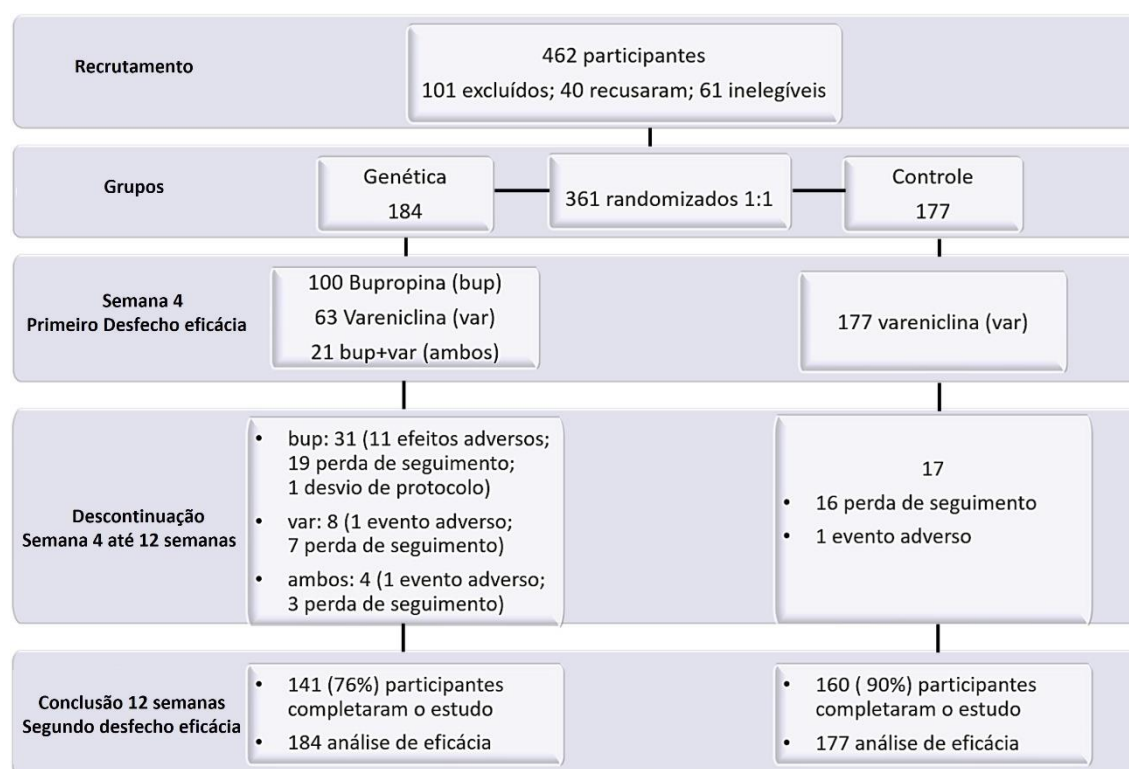 Recrutamento
462 participantes
101 excluídos; 40 recusaram; 61 inelegíveis
Grupos
Genética
184
361 randomizados 1:1
Controle
177
Semana 4
Primeiro Desfecho eficácia
100 Bupropina (bup)
63 Vareniclina (var)
21 bup+var (ambos)
177 vareniclina (var)
Descontinuação
Semana 4 até 12 semanas
• bup: 31 (11 efeitos adversos;
19 perda de seguimento;
1 desvio de protocolo)
• var: 8 (1 evento adverso;
7 perda de seguimento)
• ambos: 4 (1 evento adverso;
3 perda de seguimento)
17
• 16 perda de seguimento
• 1 evento adverso
Conclusão 12 semanas
Segundo desfecho eficácia
• 141 (76%) participantes
completaram o estudo
• 184 análise de eficácia
• 160 ( 90%) participantes
completaram o estudo
• 177 análise de eficácia